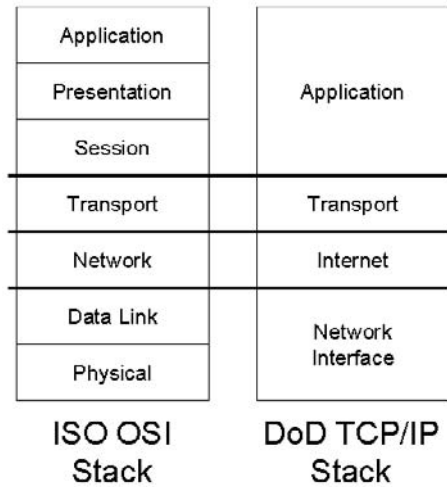 Application
Presentation
Session
Transport
Network
Data Link
Physical
ISO OSI
Stack
Application
Transport
Internet
Network
Interface
DoD TCP/IP
Stack